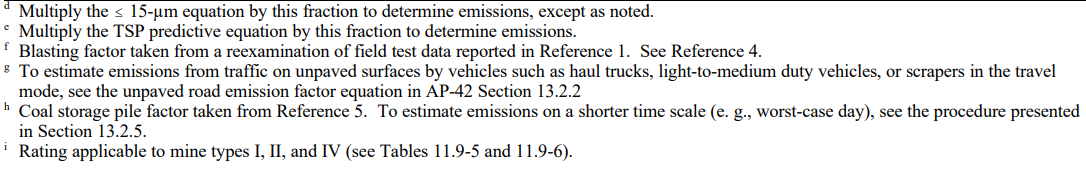 d Multiply the ≤ 15-μm equation by this fraction to determine emissions, except as noted.
e Multiply the TSP predictive equation by this fraction to determine emissions.
f Blasting factor taken from a reexamination of field test data reported in Reference 1. See Reference 4.
g To estimate emissions from traffic on unpaved surfaces by vehicles such as haul trucks, light-to-medium duty vehicles, or scrapers in the travel
mode, see the unpaved road emission factor equation in AP-42 Section 13.2.2
h Coal storage pile factor taken from Reference 5. To estimate emissions on a shorter time scale (e. g., worst-case day), see the procedure presented
in Section 13.2.5.
i Rating applicable to mine types I, II, and IV (see Tables 11.9-5 and 11.9-6).